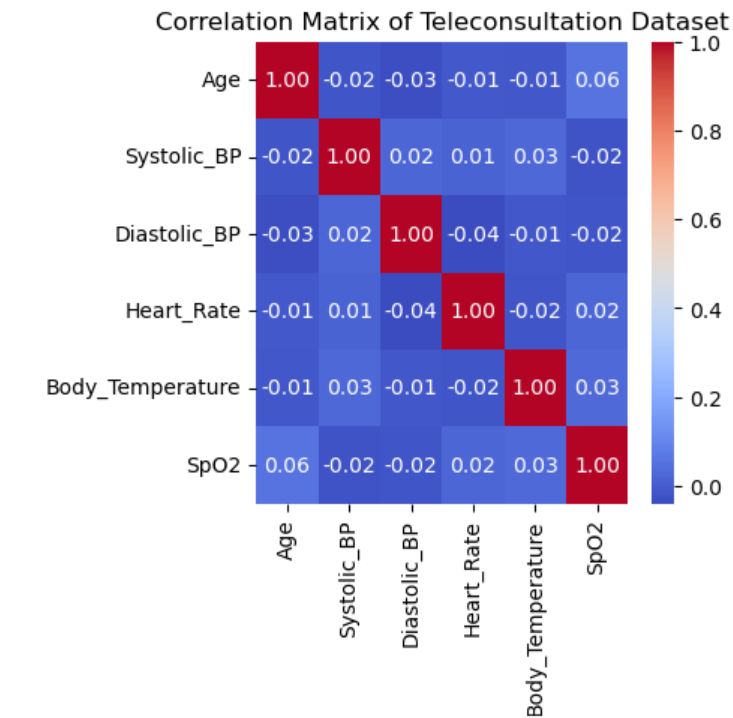 Correlation Matrix of Teleconsultation Dataset
Age 1.00 -0.02 -0.03 -0.01 -0.01 0.06
Systolic_BP -0.02 1.00 0.02 0.01 0.03 -0.02
Diastolic_BP -0.03 0.02 1.00 -0.04 -0.01 -0.02
Heart_Rate -0.01 0.01 -0.04 1.00 -0.02 0.02
Body_Temperature -0.01 0.03 -0.01 -0.02 1.00 0.03
SpO2 0.06 -0.02 -0.02 0.02 0.03 1.00
Age
Systolic_BP
Diastolic_BP
Heart_Rate
Body_Temperature
SpO2
1.0
0.8
0.6
0.4
0.2
0.0